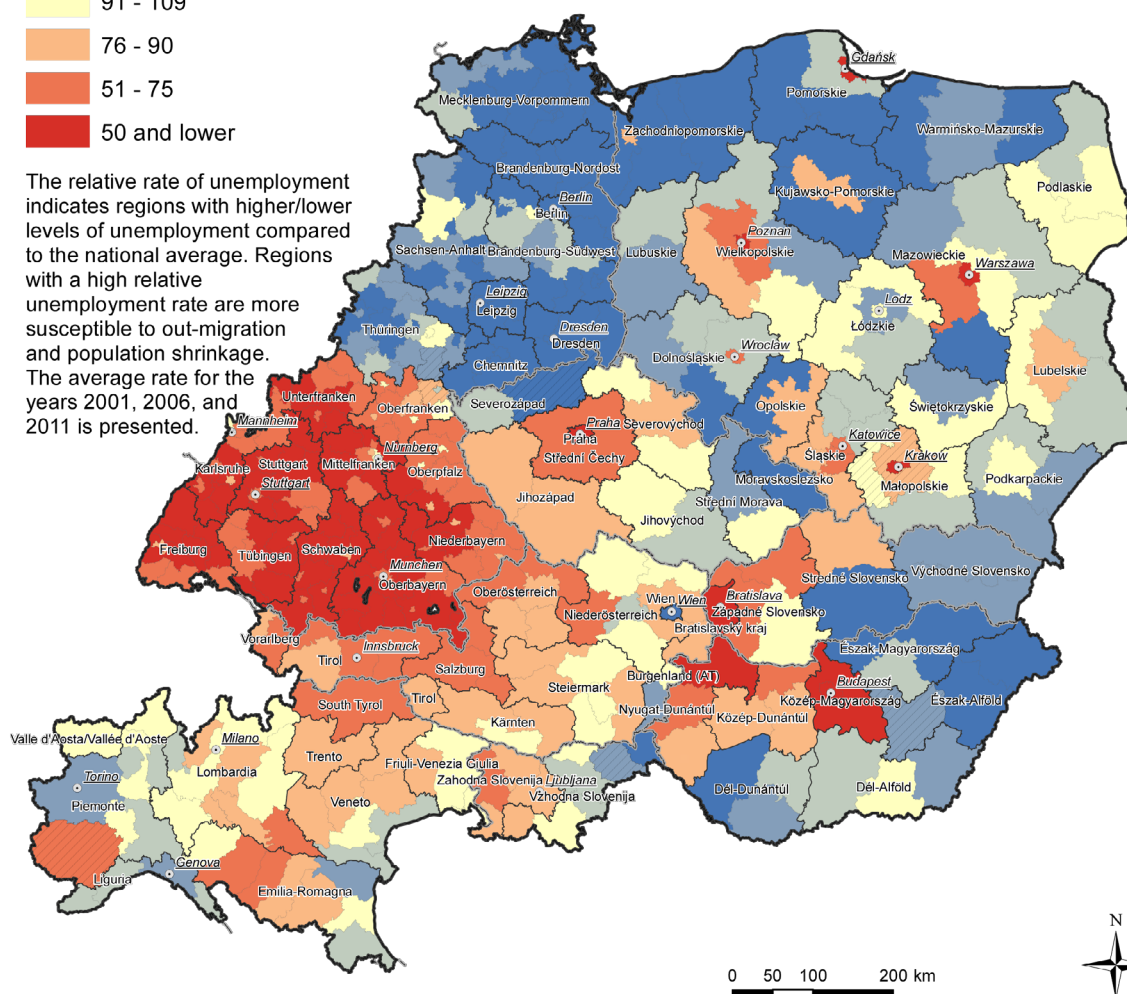 91 - 109
76 - 90
51 - 75
50 and lower
The relative rate of unemployment
indicates regions with higher/lower
levels of unemployment compared
to the national average. Regions
with a high relative
unemployment rate are more
susceptible to out-migration
and population shrinkage.
The average rate for the
years 2001, 2006, and
2011 is presented.
Gdańsk
Pomorskie
Mecklenburg-Vorpommern
Zachodniopomorskie
Warmińsko-Mazurskie
Brandenburg-Nordost
Podlaskie
Kujawsko-Pomorskie
Berlin
Berlin
Poznan
Sachsen-Anhalt
Brandenburg-Südwest
Lubuskie
Wielkopolskie
Mazowieckie
Warszawa
Leipzig
Leipzig
Lodz
Łódzkie
Thüringen
Dresden
Dresden
Wrocław
Dolnośląskie
Chemnitz
Lubelskie
Unterfranken
Oberfranken
Severozápad
Opolskie
Świętokrzyskie
Mannheim
Praha
Praha
Severovýchod
Katowice
Nürnberg
Śląskie
Kraków
Karlsruhe
Stuttgart
Mittelfranken
Oberpfalz
Střední Čechy
Małopolskie
Podkarpackie
Stuttgart
Jihozápad
Moravskoslezsko
Střední Morava
Jihovýchod
Freiburg
Tübingen
Schwaben
Niederbayern
Munchen
Oberbayern
Oberösterreich
Stredné Slovensko
Východné Slovensko
Bratislava
Wien
Wien
Niederösterreich
Západné Slovensko
Bratislavský kraj
Vorarlberg
Innsbruck
Tirol
Salzburg
Észak-Magyarország
Burgenland (AT)
Budapest
Steiermark
Tirol
South Tyrol
Közép-Magyarország
Észak-Alföld
Nyugat-Dunántúl
Közép-Dunántúl
Kärnten
Valle d'Aosta/Vallée d'Aoste
Milano
Trento
Friuli-Venezia Giulia
Lombardia
Torino
Zahodna Slovenija
Ljubljana
Vzhodna Slovenija
Dél-Dunántúl
Dél-Alföld
Piemonte
Veneto
Genova
Liguria
Emilia-Romagna
N
0 50 100 200 km